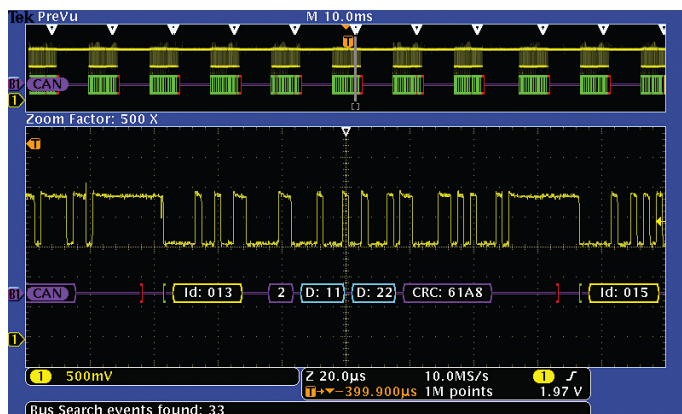 Tek PreVu M 10.0ms
T
B1 CAN
1
Zoom Factor: 500 X
T
B1 CAN Id: 013 2 D: 11 D: 22 CRC: 61A8 Id: 015
1
1 500mV Z 20.0µs 10.0MS/s 1
T→▼−399.900µs 1M points 1.97 V
Bus Search events found: 33